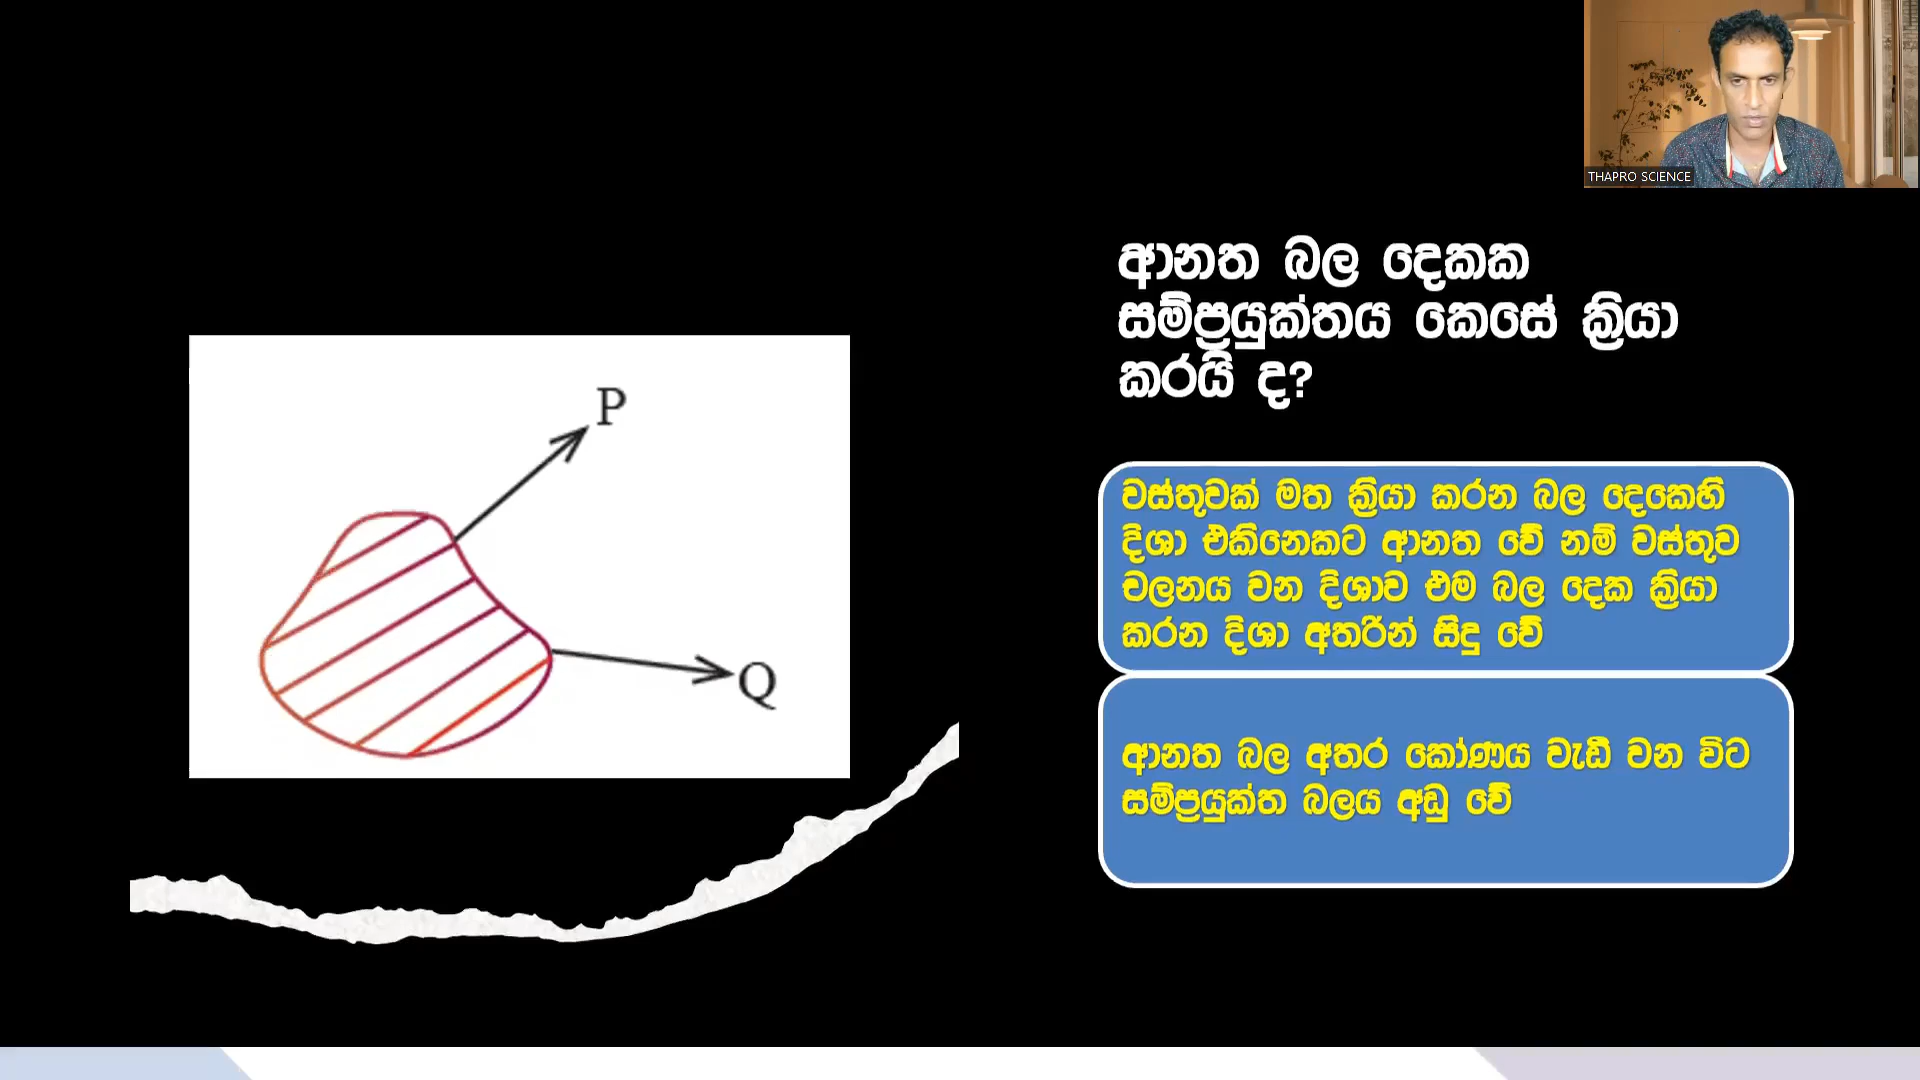 THAPRO SCIENCE
ආනත බල දෙකක
සම්ප්‍රයුක්තය කෙසේ ක්‍රියා
කරයි ද?
P
Q
වස්තුවක් මත ක්‍රියා කරන බල දෙකෙහි
දිශා එකිනෙකට ආනත වේ නම් වස්තුව
චලනය වන දිශාව එම බල දෙක ක්‍රියා
කරන දිශා අතරින් සිදු වේ
ආනත බල අතර කෝණය වැඩි වන විට
සම්ප්‍රයුක්ත බලය අඩු වේ